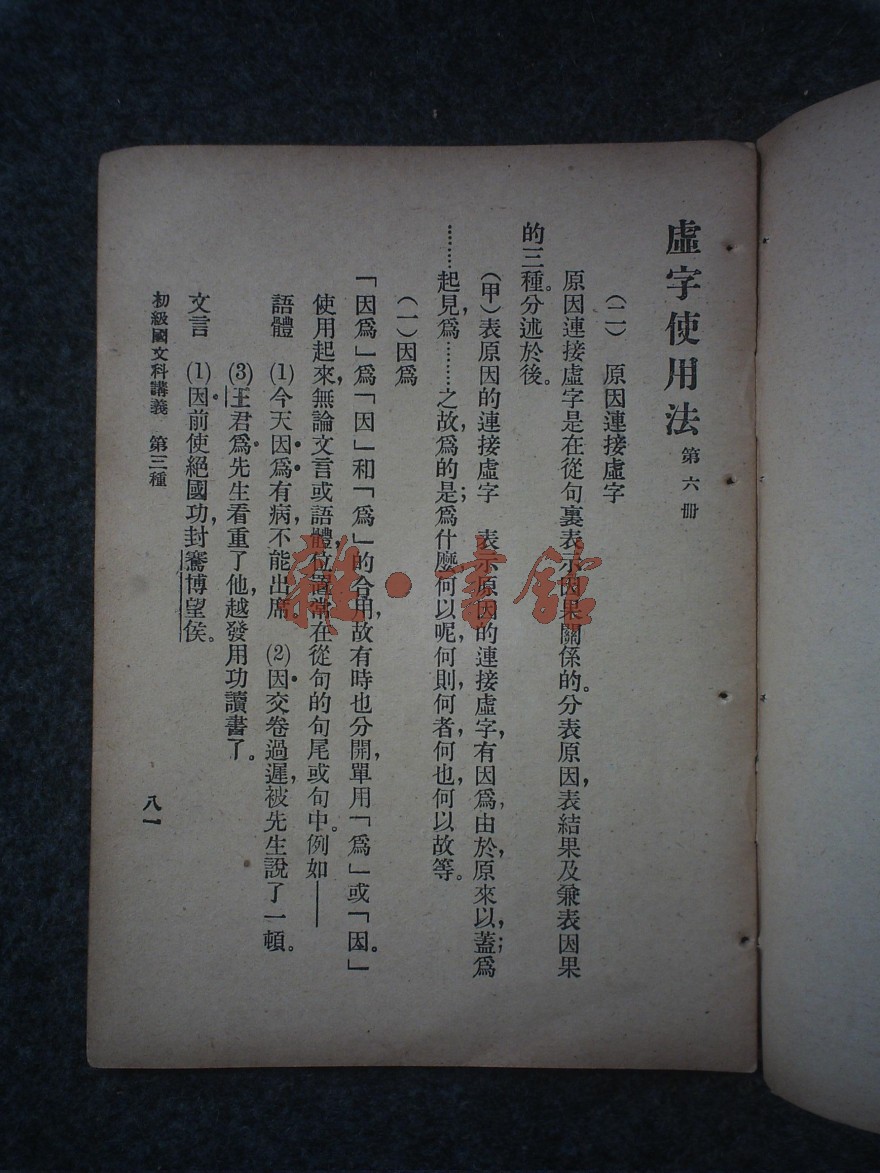 虛字使用法 第六册
(二) 原因連接虛字
原因連接虛字是在從句裏表示因果關係的。分表原因,表結果及兼表因果
的三種。分述於後。
(甲)表原因的連接虛字 表示原因的連接虛字,有因爲,由於,原來,以,蓋;爲
………起見,爲………之故,爲的是;爲什麽,何以呢,何則,何者,何也,何以故等。
(一)因爲
「因爲」爲「因」和「爲」的合用,故有時也分開,單用「爲」或「因。」
使用起來,無論文言或語體,位置常在從句的句尾或句中。例如——
語體 (1)今天因爲有病,不能出席。 (2)因交卷過遲,被先生說了一頓。
(3)王君爲先生看重了他,越發用功讀書了。
文言 (1)因前使絕國功,封騫博望侯。
初級國文科講義 第三種
八一
雜·書館